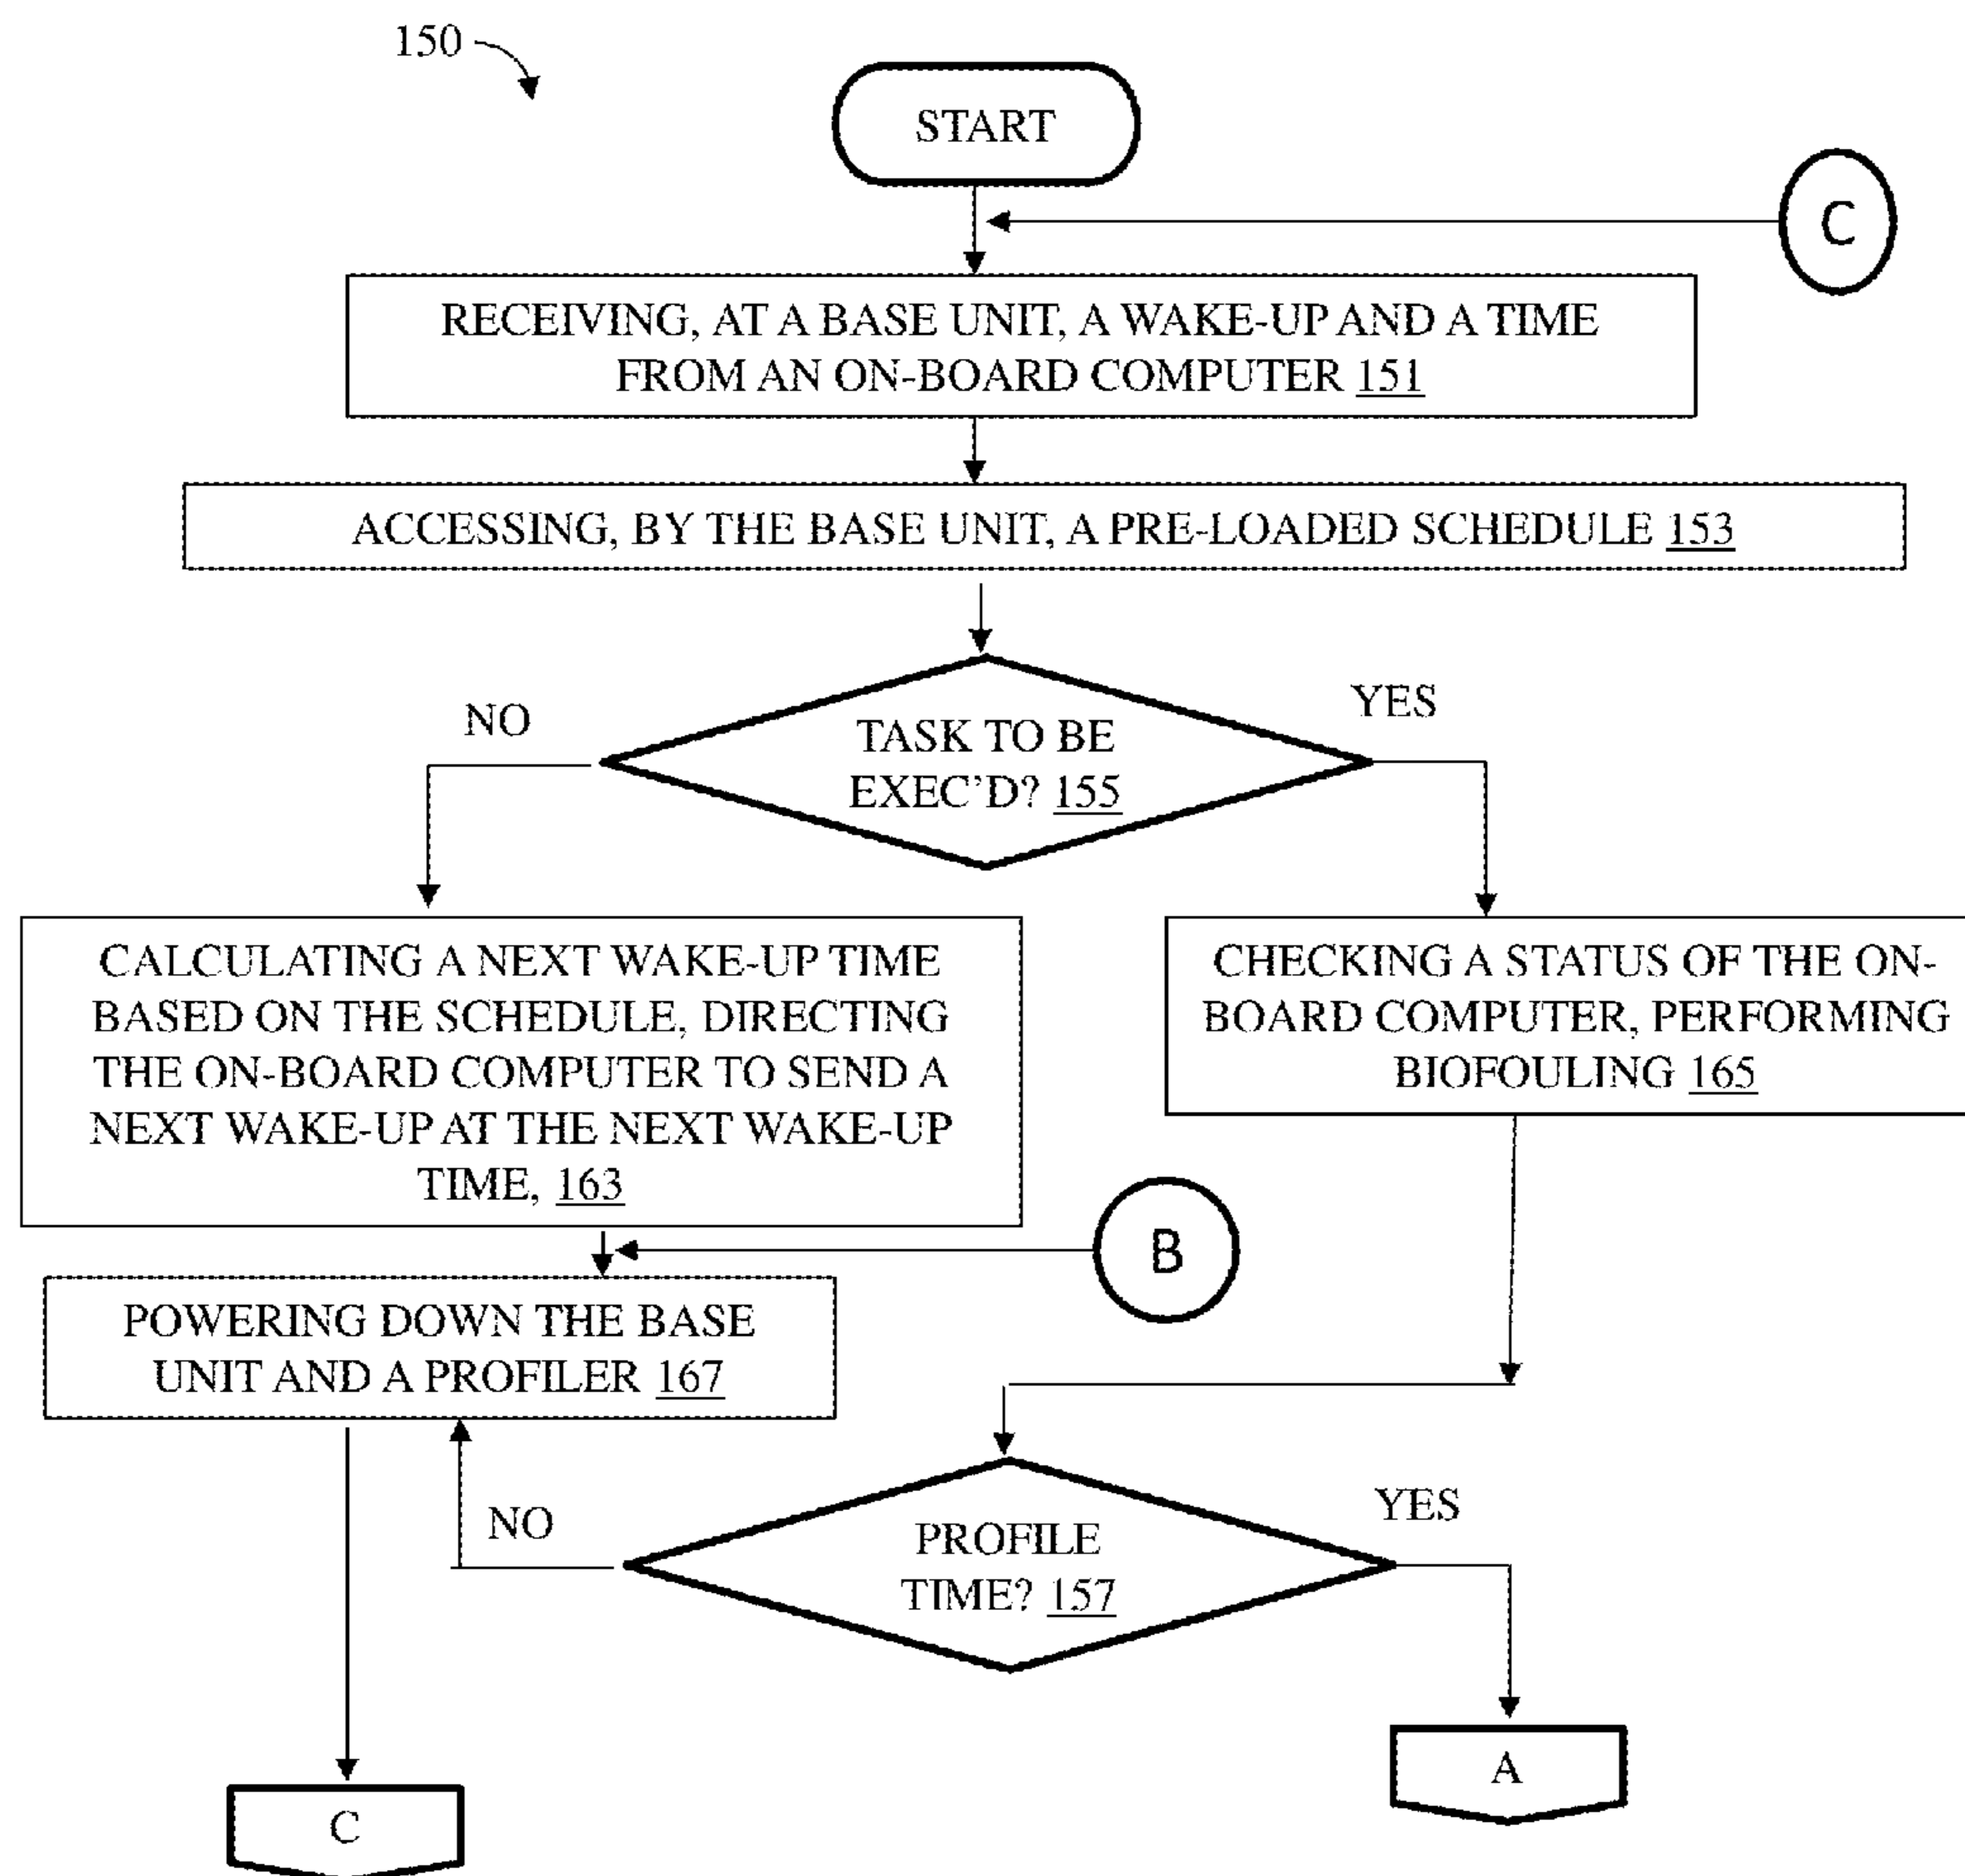 150
START
C
RECEIVING, AT A BASE UNIT, A WAKE-UP AND A TIME
FROM AN ON-BOARD COMPUTER 151
ACCESSING, BY THE BASE UNIT, A PRE-LOADED SCHEDULE 153
NO
YES
TASK TO BE
EXEC'D? 155
CALCULATING A NEXT WAKE-UP TIME
BASED ON THE SCHEDULE, DIRECTING
THE ON-BOARD COMPUTER TO SEND A
NEXT WAKE-UP AT THE NEXT WAKE-UP
TIME, 163
CHECKING A STATUS OF THE ON-
BOARD COMPUTER, PERFORMING
BIOFOULING 165
B
POWERING DOWN THE BASE
UNIT AND A PROFILER 167
NO
YES
PROFILE
TIME? 157
A
C